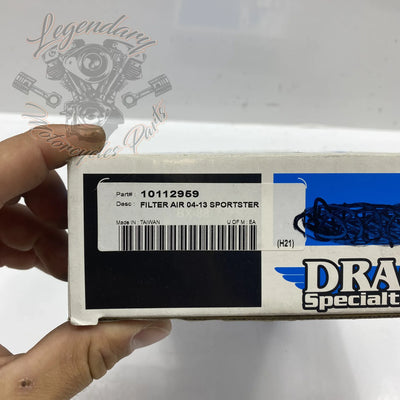 Legendary
Motorcycles Parts
Part# : 10112959
Desc : FILTER AIR 04-13 SPORTSTER
Made IN : TAIWAN
U OF M : EA
(H21)
DRA
Specialt